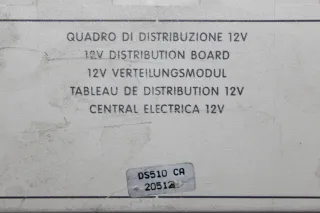 QUADRO DI DISTRIBUZIONE 12V
12V DISTRIBUTION BOARD
12V VERTEILUNGSMODUL
TABLEAU DE DISTRIBUTION 12V
CENTRAL ELECTRICA 12V
DS510 CA
20512